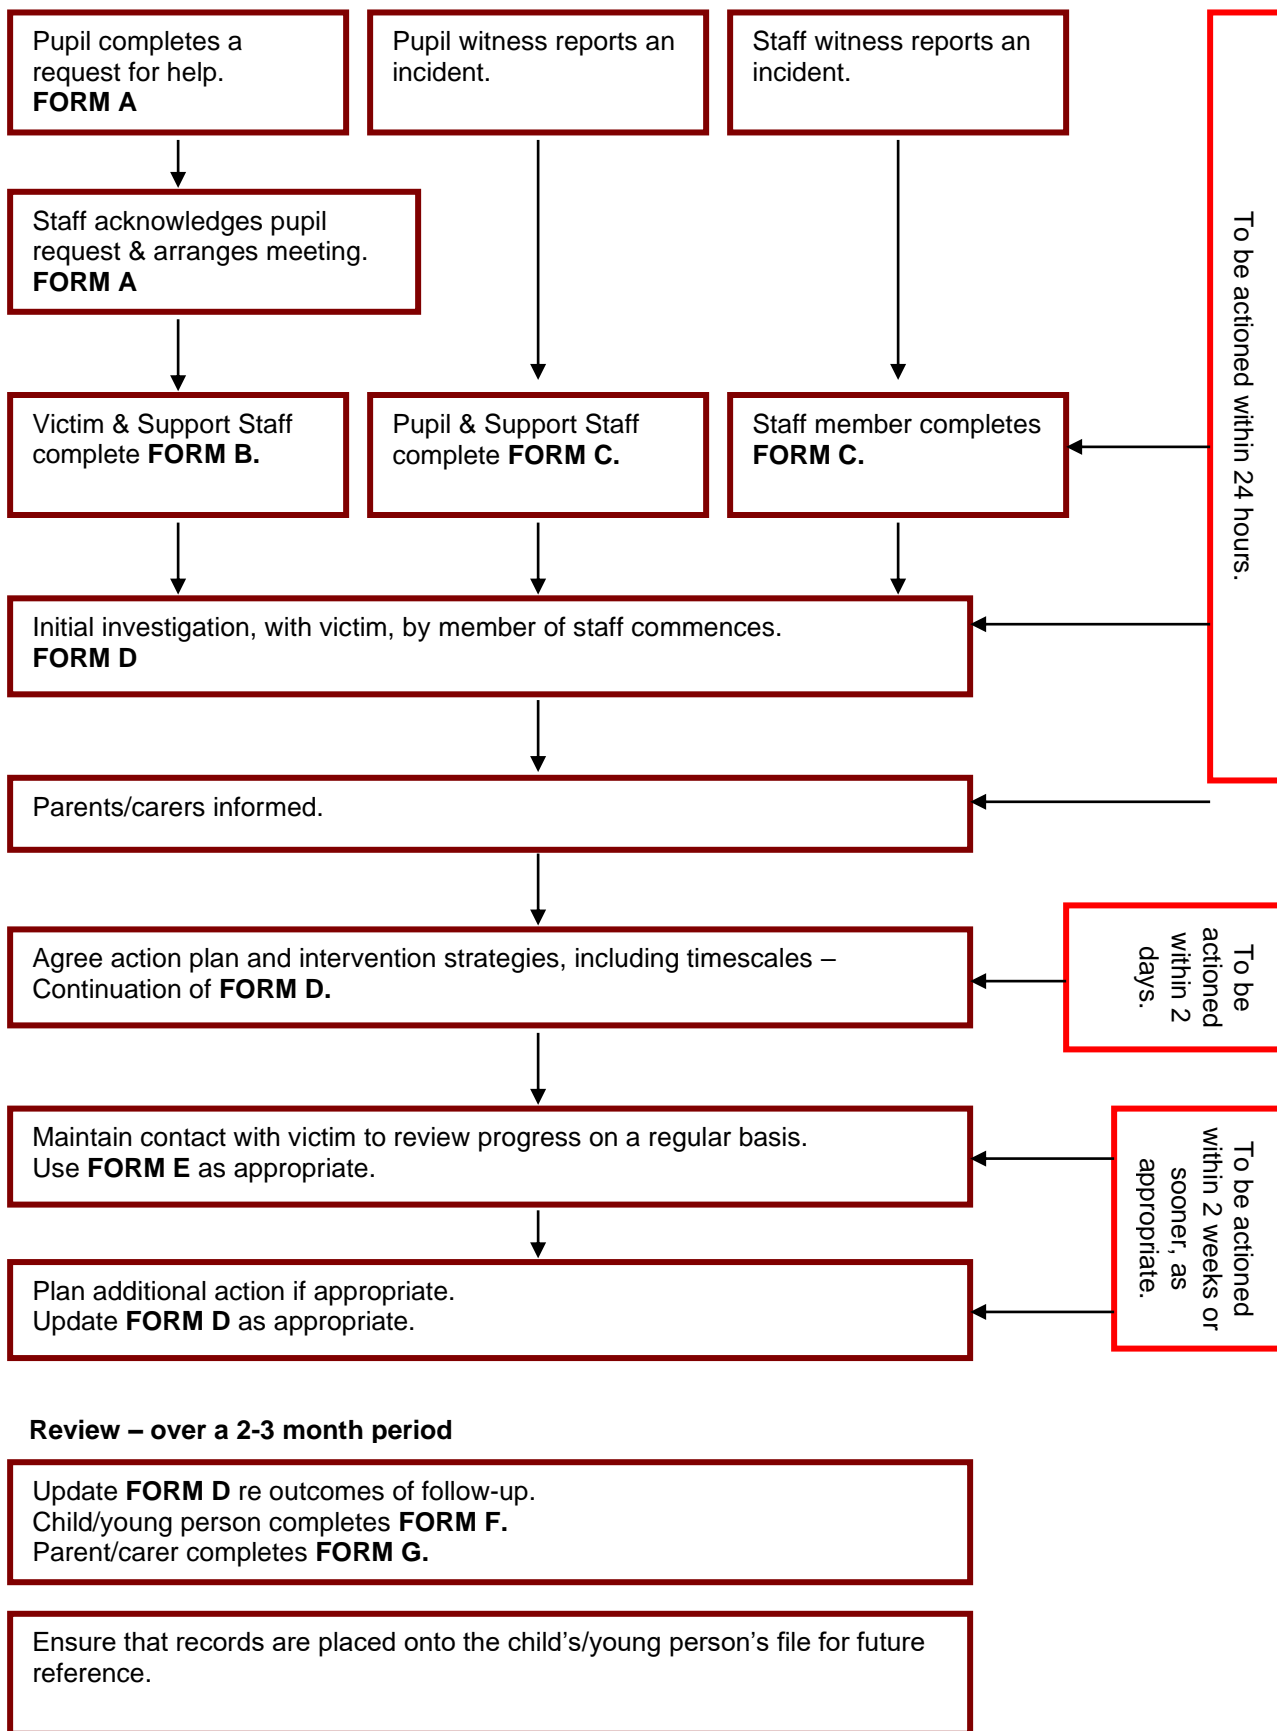 Pupil completes a
request for help.
FORM A
Pupil witness reports an
incident.
Staff witness reports an
incident.
Staff acknowledges pupil
request & arranges meeting.
FORM A
To be actioned within 24 hours.
Victim & Support Staff
complete FORM B.
Pupil & Support Staff
complete FORM C.
Staff member completes
FORM C.
Initial investigation, with victim, by member of staff commences.
FORM D
Parents/carers informed.
Agree action plan and intervention strategies, including timescales –
Continuation of FORM D.
To be
actioned
within 2
days.
Maintain contact with victim to review progress on a regular basis.
Use FORM E as appropriate.
To be actioned
within 2 weeks or
sooner, as
appropriate.
Plan additional action if appropriate.
Update FORM D as appropriate.
Review – over a 2-3 month period
Update FORM D re outcomes of follow-up.
Child/young person completes FORM F.
Parent/carer completes FORM G.
Ensure that records are placed onto the child’s/young person’s file for future
reference.